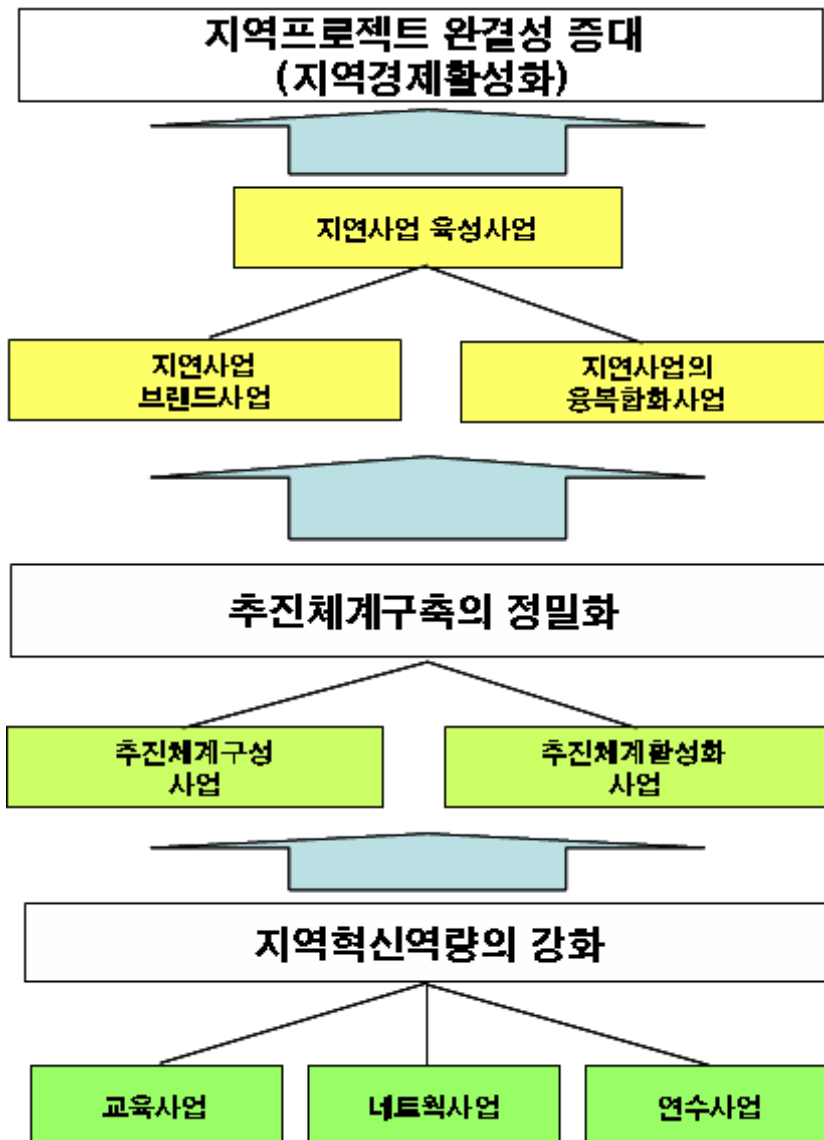 지역프로젝트 완결성 증대
(지역경제활성화)
지연사업 육성사업
지연사업
브랜드사업
지연사업의
융복합화사업
추진체계구축의 정밀화
추진체계구성
사업
추진체계활성화
사업
지역혁신역량의 강화
교육사업
네트웍사업
연수사업